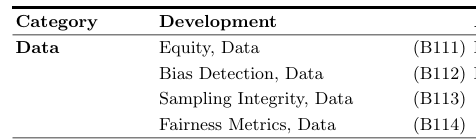 Category Development
Data Equity, Data (B111)
Bias Detection, Data (B112)
Sampling Integrity, Data (B113)
Fairness Metrics, Data (B114)